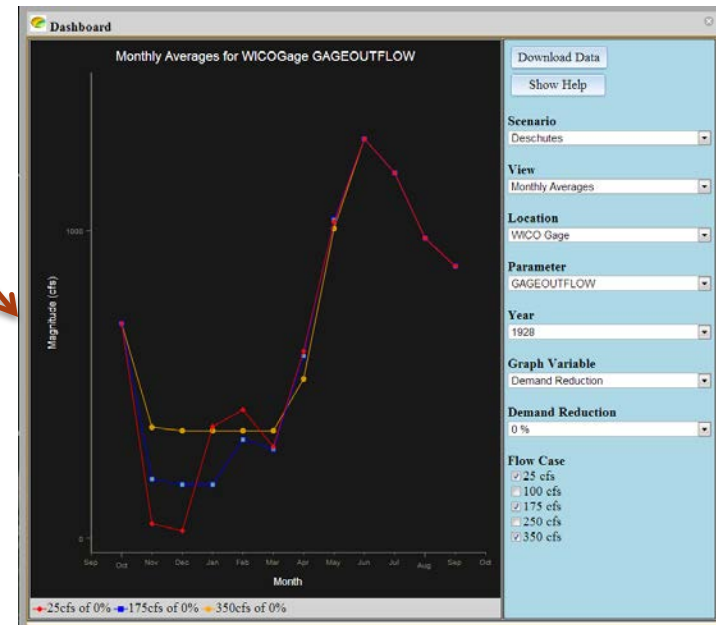 Dashboard
Monthly Averages for WICOGage GAGEOUTFLOW
1000
0
Magnitude (cfs)
Sep Oct Nov Dec Jan Feb Mar Apr May Jun Jul Aug Sep Oct
Month
25cfs of 0% 175cfs of 0% 350cfs of 0%
Download Data
Show Help
Scenario
Deschutes
View
Monthly Averages
Location
WICO Gage
Parameter
GAGEOUTFLOW
Year
1928
Graph Variable
Demand Reduction
Demand Reduction
0 %
Flow Case
25 cfs
100 cfs
175 cfs
250 cfs
350 cfs